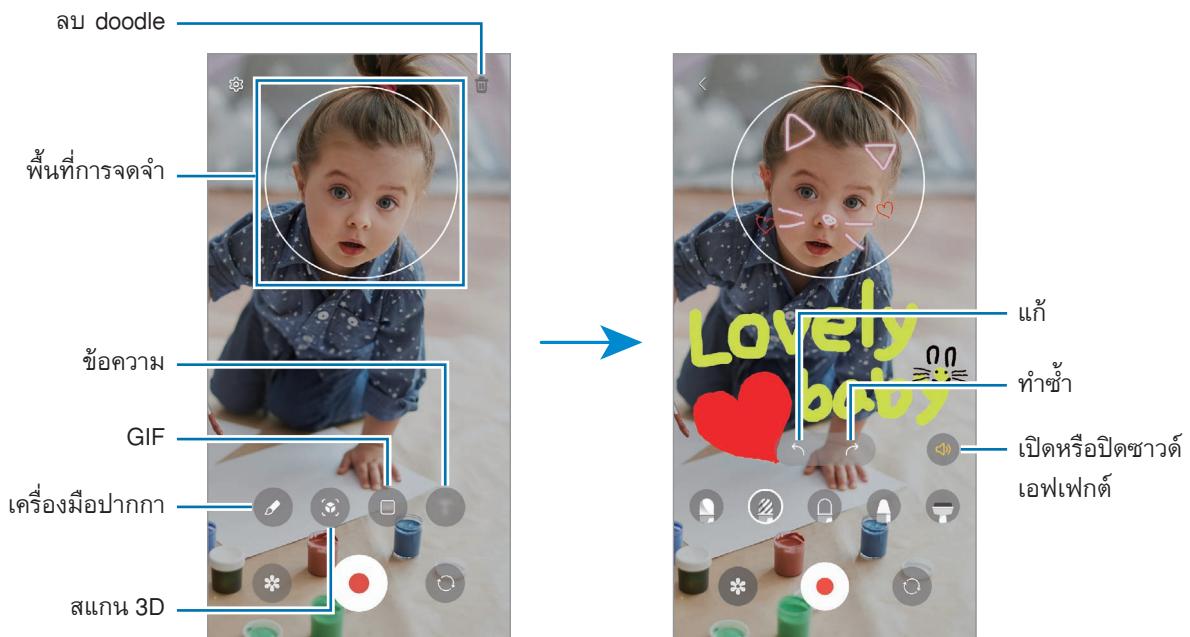 ลบ doodle
พื้นที่การจดจำ
ข้อความ
GIF
เครื่องมือปากกา
สแกน 3D
Lovely
baby
แก้
ทำซ้ำ
เปิดหรือปิดซาวด์
เอฟเฟกต์